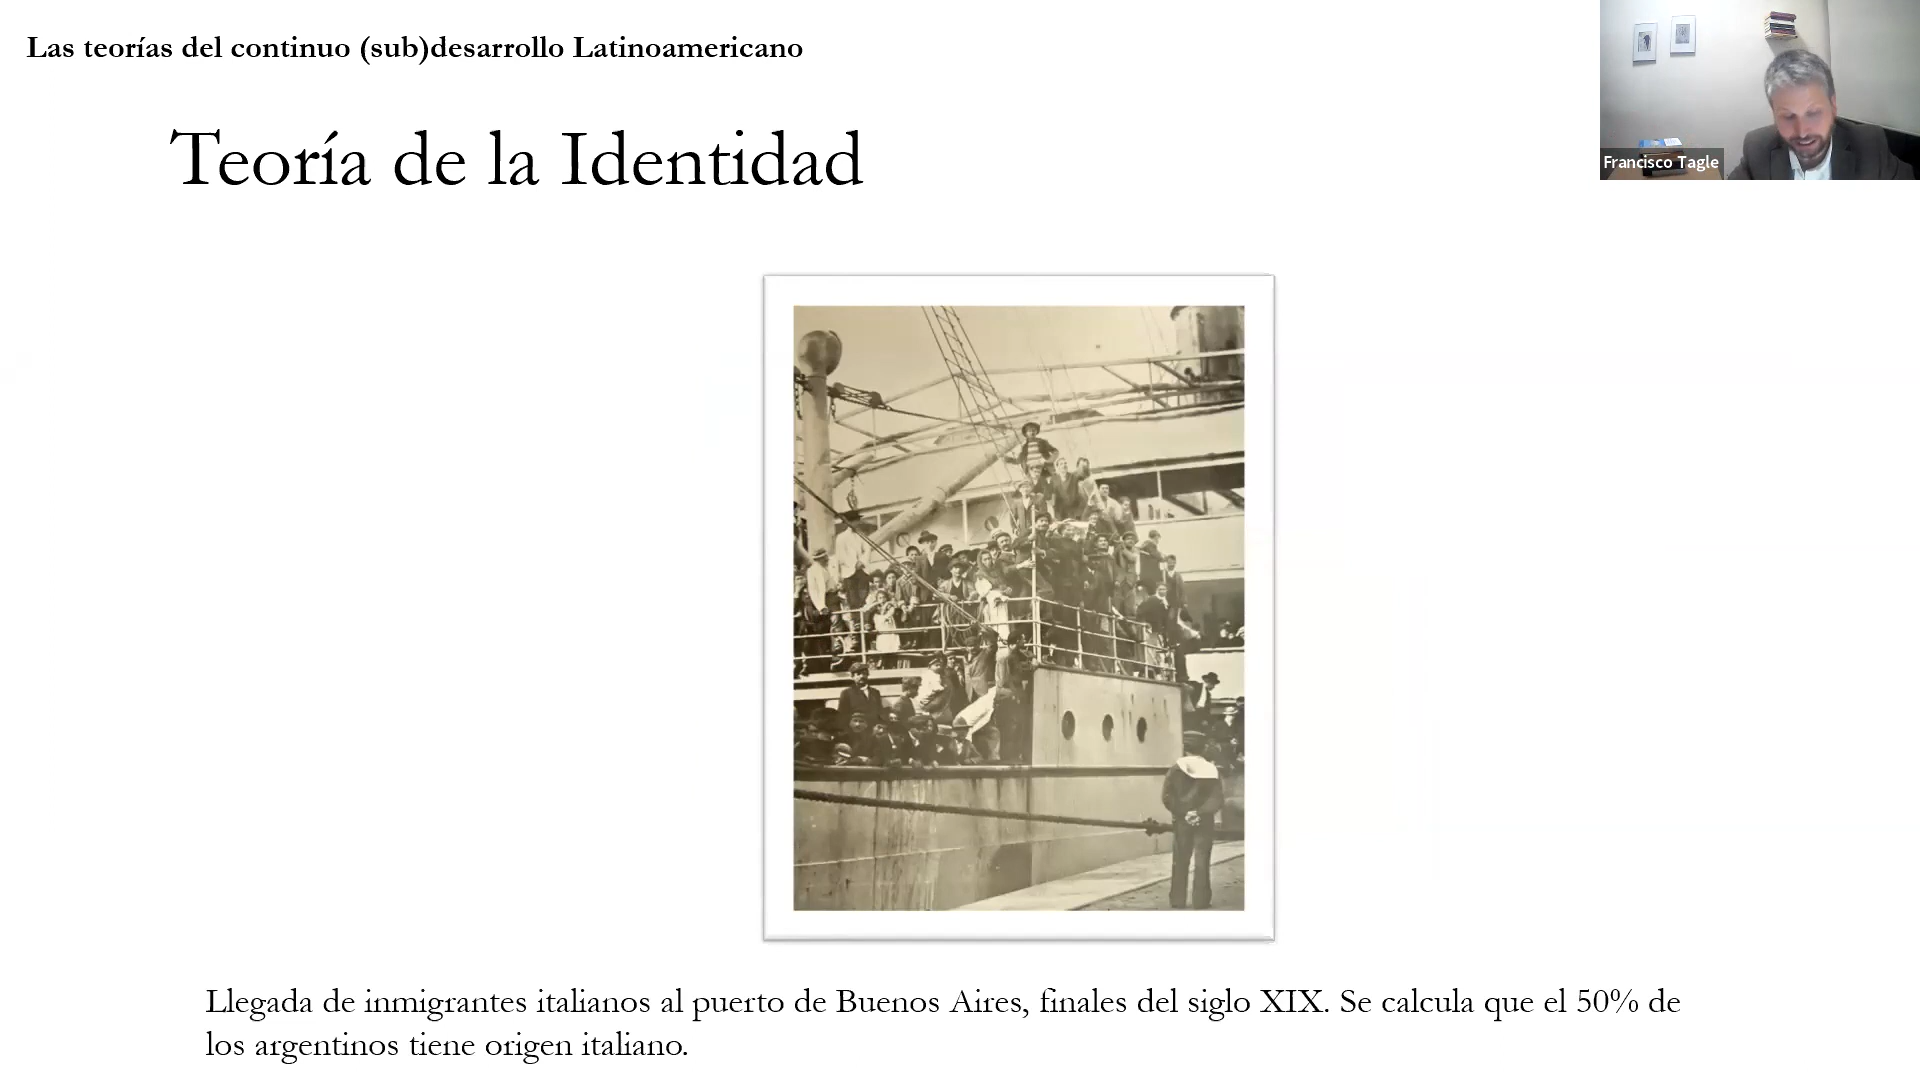 Las teorías del continuo (sub)desarrollo Latinoamericano
Teoría de la Identidad
Francisco Tagle
Llegada de inmigrantes italianos al puerto de Buenos Aires, finales del siglo XIX. Se calcula que el 50% de
los argentinos tiene origen italiano.